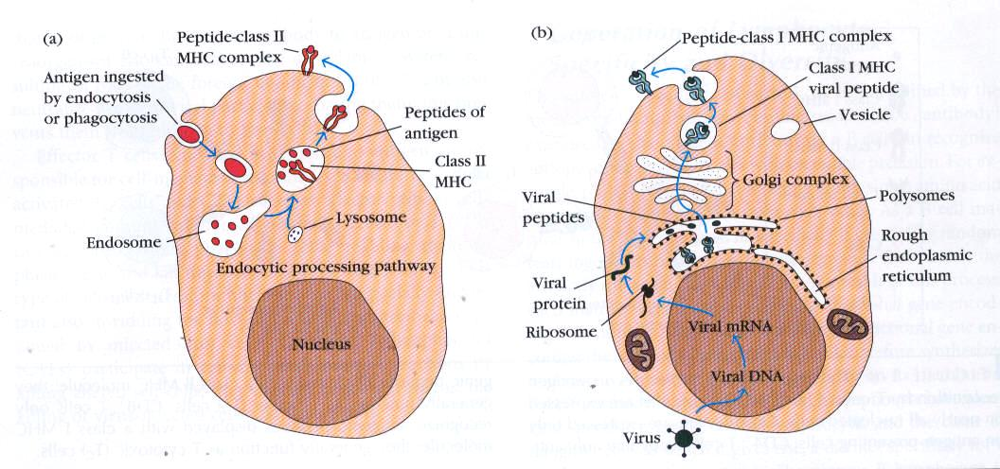 (a)
Peptide-class II
MHC complex
Antigen ingested
by endocytosis
or phagocytosis
Peptides of
antigen
Class II
MHC
Lysosome
Endosome
Endocytic processing pathway
Nucleus
(b)
Peptide-class I MHC complex
Class I MHC
viral peptide
Vesicle
Golgi complex
Viral
peptides
Polysomes
Rough
endoplasmic
reticulum
Viral
protein
Ribosome
Viral mRNA
Viral DNA
Virus